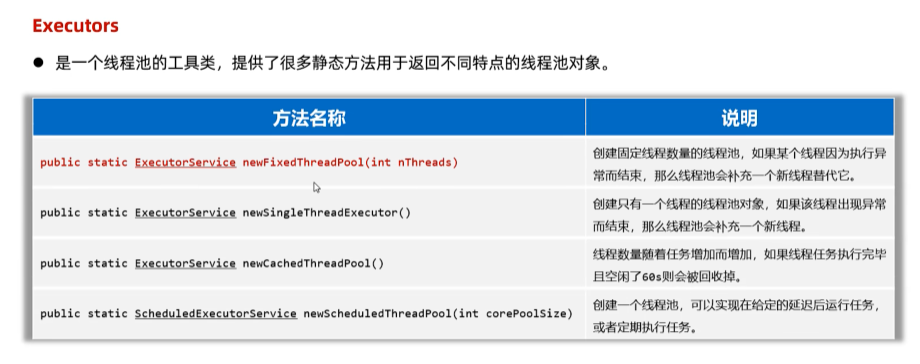 Executors
● 是一个线程池的工具类，提供了很多静态方法用于返回不同特点的线程池对象。
方法名称 说明
public static ExecutorService newFixedThreadPool(int nThreads) 创建固定线程数量的线程池，如果某个线程因为执行异
常而结束，那么线程池会补充一个新线程替代它。
public static ExecutorService newSingleThreadExecutor() 创建只有一个线程的线程池对象，如果该线程出现异常
而结束，那么线程池会补充一个新线程。
public static ExecutorService newCachedThreadPool() 线程数量随着任务增加而增加，如果线程任务执行完毕
且空闲了60s则会被回收掉。
public static ScheduledExecutorService newScheduledThreadPool(int corePoolSize) 创建一个线程池，可以实现在给定的延迟后运行任务，
或者定期执行任务。